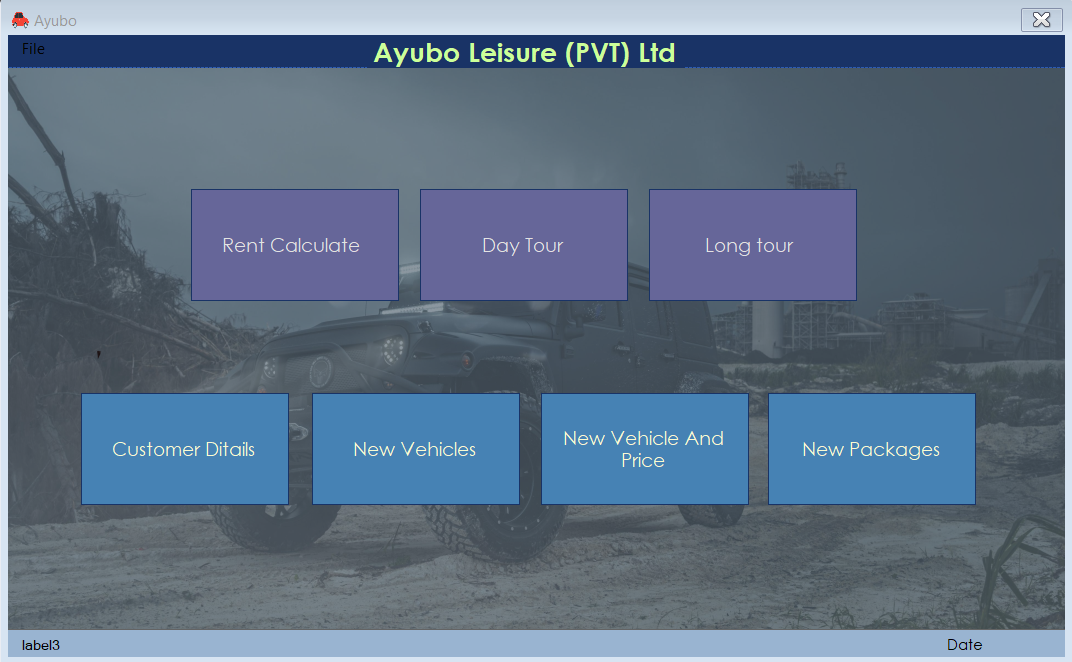 Ayubo
File
Ayubo Leisure (PVT) Ltd
Rent Calculate
Day Tour
Long tour
Customer Ditails
New Vehicles
New Vehicle And
Price
New Packages
label3
Date